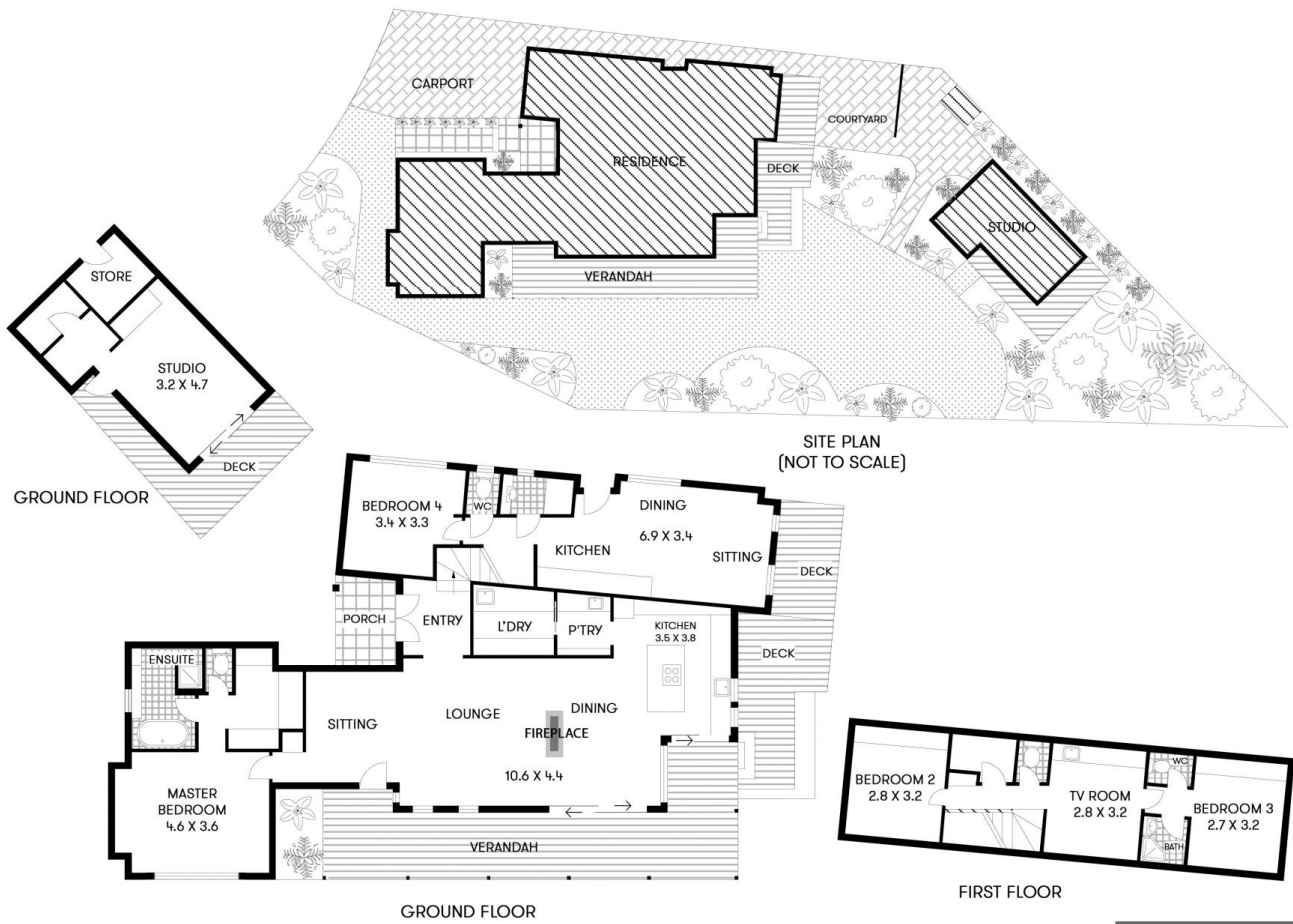 CARPORT
COURTYARD
RESIDENCE
DECK
STUDIO
VERANDAH
SITE PLAN
(NOT TO SCALE)
STORE
STUDIO
3.2 X 4.7
DECK
GROUND FLOOR
BEDROOM 4
3.4 X 3.3
WC
DINING
6.9 X 3.4
KITCHEN
SITTING
DECK
PORCH
ENTRY
L'DRY
P'TRY
KITCHEN
3.5 X 3.8
DECK
ENSUITE
SITTING
LOUNGE
DINING
FIREPLACE
10.6 X 4.4
MASTER
BEDROOM
4.6 X 3.6
VERANDAH
GROUND FLOOR
BEDROOM 2
2.8 X 3.2
TV ROOM
2.8 X 3.2
WC
BATH
BEDROOM 3
2.7 X 3.2
FIRST FLOOR